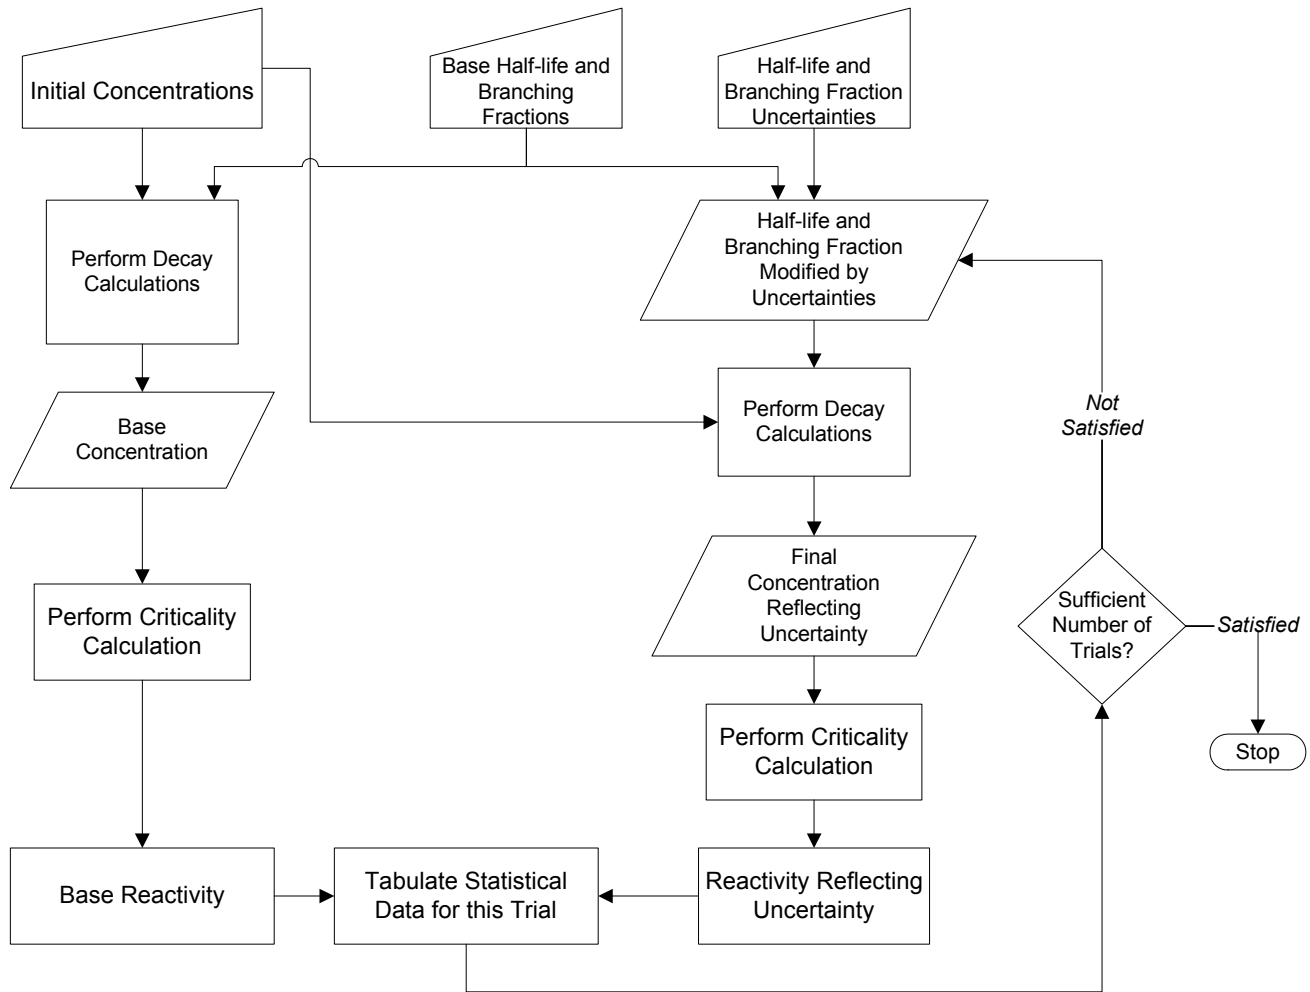 Initial Concentrations
Base Half-life and
Branching
Fractions
Half-life and
Branching Fraction
Uncertainties
Perform Decay
Calculations
Half-life and
Branching Fraction
Modified by
Uncertainties
Base
Concentration
Perform Decay
Calculations
Not
Satisfied
Final
Concentration
Reflecting
Uncertainty
Perform Criticality
Calculation
Sufficient
Number of
Trials?
Satisfied
Perform Criticality
Calculation
Stop
Base Reactivity
Tabulate Statistical
Data for this Trial
Reactivity Reflecting
Uncertainty